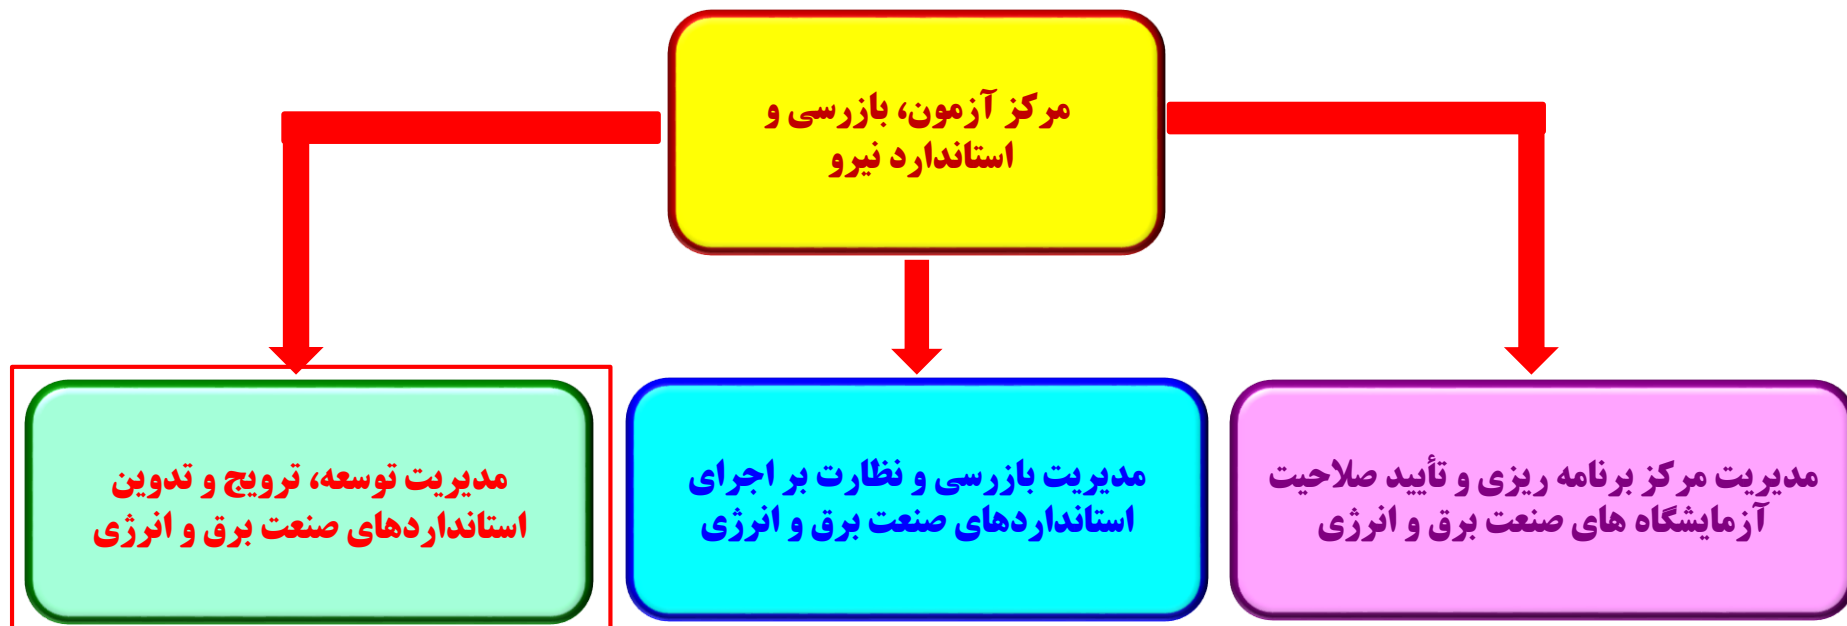 مرکز آزمون، بازرسی و
استاندارد نیرو
مدیریت مرکز برنامه ریزی و تأیید صلاحیت
آزمایشگاه های صنعت برق و انرژی
مدیریت بازرسی و نظارت بر اجرای
استانداردهای صنعت برق و انرژی
مدیریت توسعه، ترویج و تدوین
استانداردهای صنعت برق و انرژی